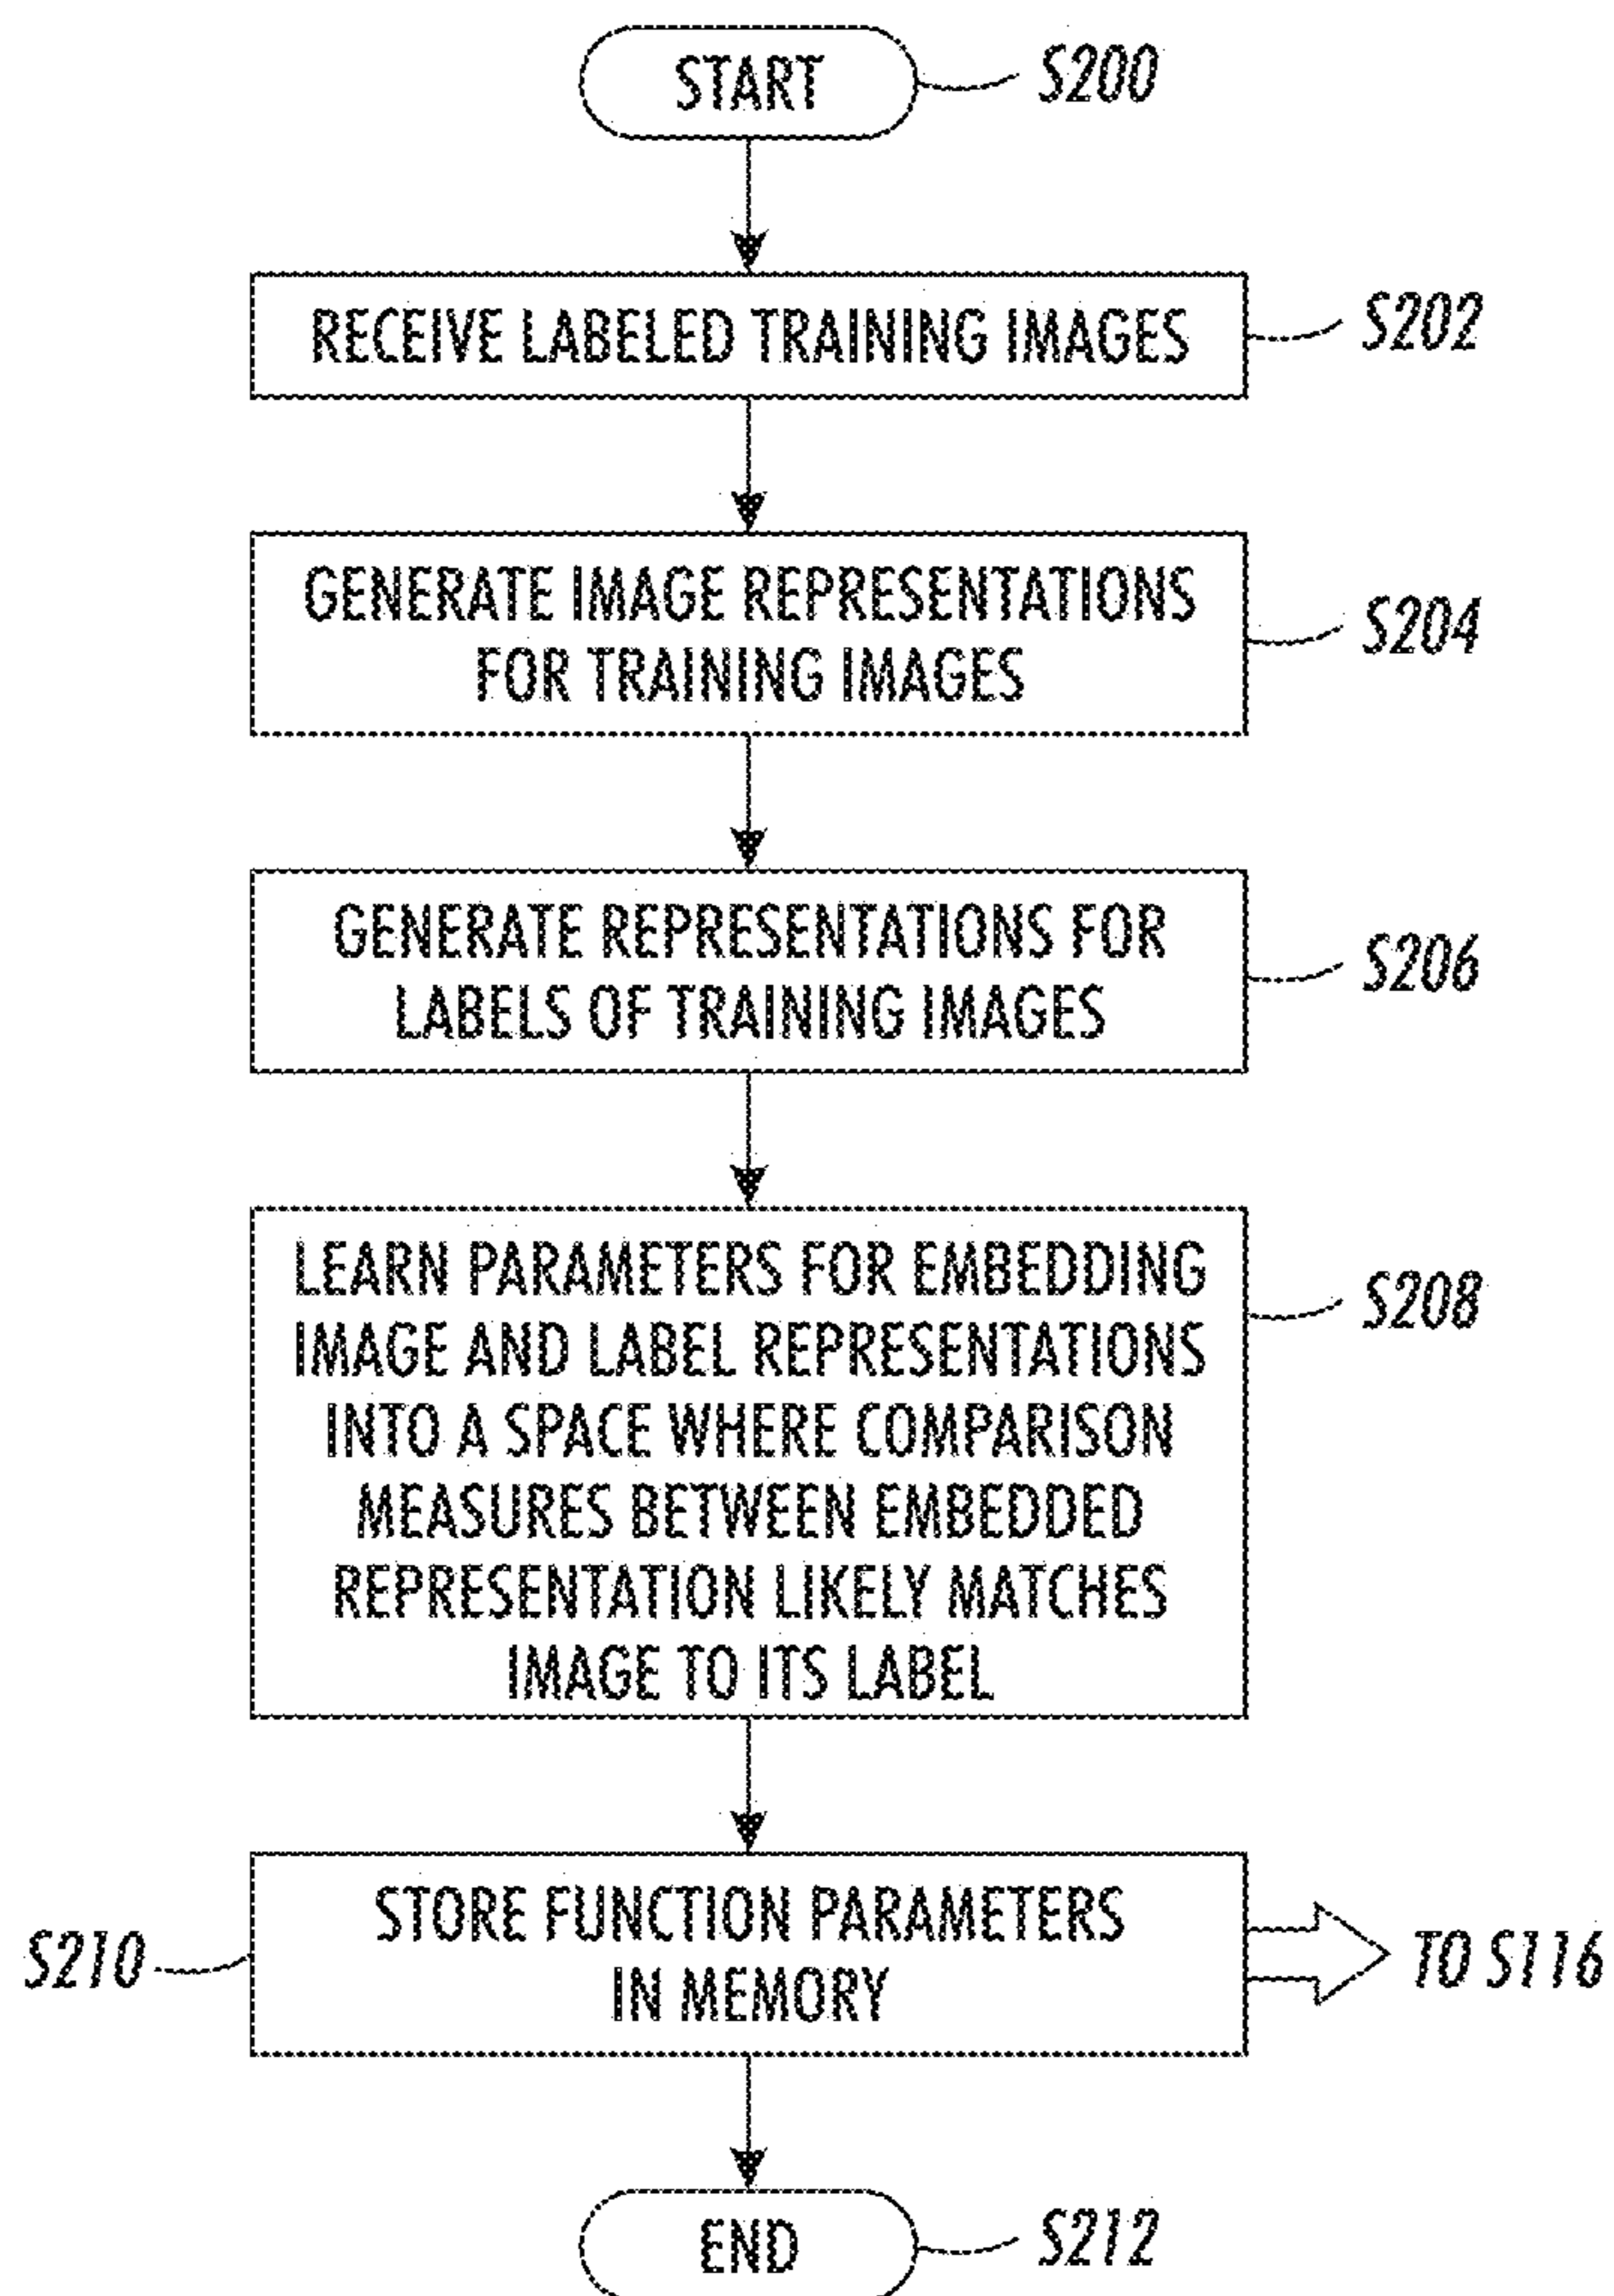 START
S200
RECEIVE LABELED TRAINING IMAGES
S202
GENERATE IMAGE REPRESENTATIONS
FOR TRAINING IMAGES
S204
GENERATE REPRESENTATIONS FOR
LABELS OF TRAINING IMAGES
S206
LEARN PARAMETERS FOR EMBEDDING
IMAGE AND LABEL REPRESENTATIONS
INTO A SPACE WHERE COMPARISON
MEASURES BETWEEN EMBEDDED
REPRESENTATION LIKELY MATCHES
IMAGE TO ITS LABEL
S208
S210
STORE FUNCTION PARAMETERS
IN MEMORY
TO S116
END
S212